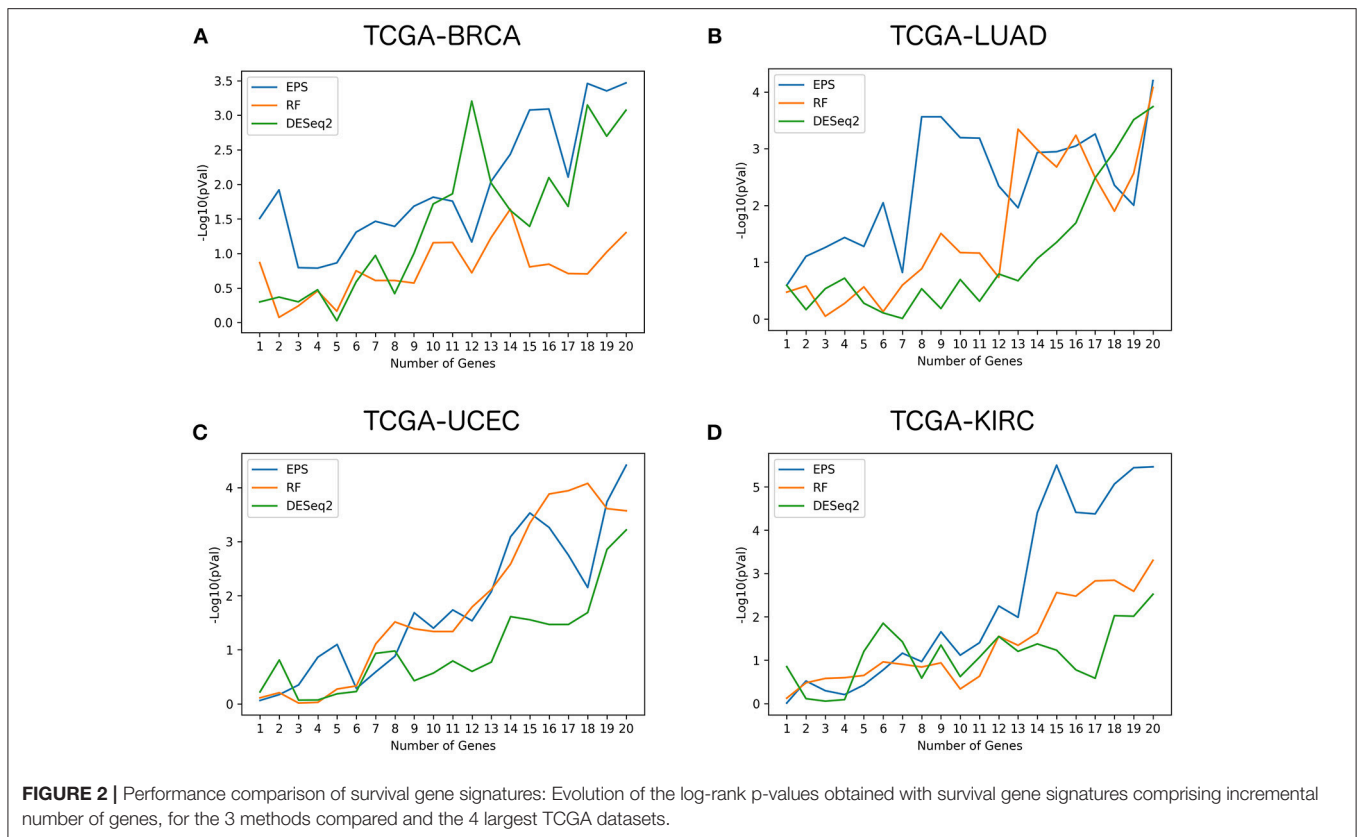 A
TCGA-BRCA
3.5
3.0
2.5
2.0
1.5
1.0
0.5
0.0
-Log10(pVal)
EPS
RF
DESeq2
1 2 3 4 5 6 7 8 9 10 11 12 13 14 15 16 17 18 19 20
Number of Genes
B
TCGA-LUAD
4
3
2
1
0
-Log10(pVal)
EPS
RF
DESeq2
1 2 3 4 5 6 7 8 9 10 11 12 13 14 15 16 17 18 19 20
Number of Genes
C
TCGA-UCEC
4
3
2
1
0
-Log10(pVal)
EPS
RF
DESeq2
1 2 3 4 5 6 7 8 9 10 11 12 13 14 15 16 17 18 19 20
Number of Genes
D
TCGA-KIRC
5
4
3
2
1
0
-Log10(pVal)
EPS
RF
DESeq2
1 2 3 4 5 6 7 8 9 10 11 12 13 14 15 16 17 18 19 20
Number of Genes
FIGURE 2 | Performance comparison of survival gene signatures: Evolution of the log-rank p-values obtained with survival gene signatures comprising incremental
number of genes, for the 3 methods compared and the 4 largest TCGA datasets.